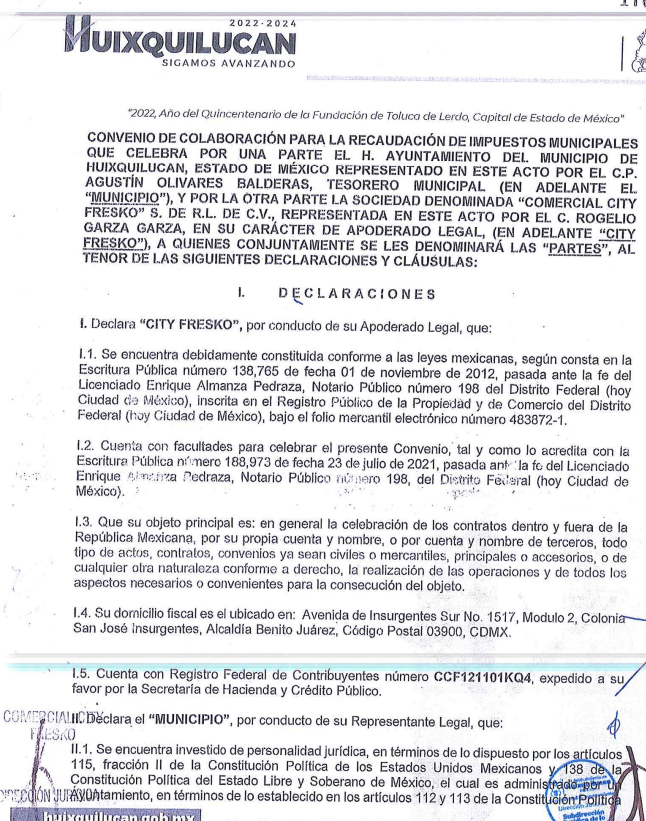 2022-2024
HUIXQUILUCAN
SIGAMOS AVANZANDO
"2022, Año del Quincentenario de la Fundación de Toluca de Lerdo, Capital de Estado de México"
CONVENIO DE COLABORACIÓN PARA LA RECAUDACIÓN DE IMPUESTOS MUNICIPALES
QUE CELEBRA POR UNA PARTE EL H. AYUNTAMIENTO DEL MUNICIPIO DE
HUIXQUILUCAN, ESTADO DE MÉXICO REPRESENTADO EN ESTE ACTO POR EL C.P.
AGUSTÍN OLIVARES BALDERAS, TESORERO MUNICIPAL (EN ADELANTE EL
"MUNICIPIO"), Y POR LA OTRA PARTE LA SOCIEDAD DENOMINADA "COMERCIAL CITY
FRESKO" S. DE R.L. DE C.V., REPRESENTADA EN ESTE ACTO POR EL C. ROGELIO
GARZA GARZA, EN SU CARÁCTER DE APODERADO LEGAL, (EN ADELANTE "CITY
FRESKO"), A QUIENES CONJUNTAMENTE SE LES DENOMINARÁ LAS "PARTES", AL
TENOR DE LAS SIGUIENTES DECLARACIONES Y CLÁUSULAS:
I. DECLARACIONES
I. Declara "CITY FRESKO", por conducto de su Apoderado Legal, que:
I.1. Se encuentra debidamente constituida conforme a las leyes mexicanas, según consta en la
Escritura Pública número 138,765 de fecha 01 de noviembre de 2012, pasada ante la fe del
Licenciado Enrique Almanza Pedraza, Notario Público número 198 del Distrito Federal (hoy
Ciudad de México), inscrita en el Registro Público de la Propiedad y de Comercio del Distrito
Federal (hoy Ciudad de México), bajo el folio mercantil electrónico número 483872-1.
I.2. Cuenta con facultades para celebrar el presente Convenio, tal y como lo acredita con la
Escritura Pública número 188,973 de fecha 23 de julio de 2021, pasada ante la fe del Licenciado
Enrique Almanza Pedraza, Notario Público número 198, del Distrito Federal (hoy Ciudad de
México).
I.3. Que su objeto principal es: en general la celebración de los contratos dentro y fuera de la
República Mexicana, por su propia cuenta y nombre, o por cuenta y nombre de terceros, todo
tipo de actos, contratos, convenios ya sean civiles o mercantiles, principales o accesorios, o de
cualquier otra naturaleza conforme a derecho, la realización de las operaciones y de todos los
aspectos necesarios o convenientes para la consecución del objeto.
I.4. Su domicilio fiscal es el ubicado en: Avenida de Insurgentes Sur No. 1517, Modulo 2, Colonia
San José Insurgentes, Alcaldía Benito Juárez, Código Postal 03900, CDMX.
I.5. Cuenta con Registro Federal de Contribuyentes número CCF121101KQ4, expedido a su
favor por la Secretaría de Hacienda y Crédito Público.
COMERCIAL CITY
FRESKO
II. Declara el "MUNICIPIO", por conducto de su Representante Legal, que:
II.1. Se encuentra investido de personalidad jurídica, en términos de lo dispuesto por los artículos
115, fracción II de la Constitución Política de los Estados Unidos Mexicanos y 138 de la
Constitución Política del Estado Libre y Soberano de México, el cual es administrado por un
Ayuntamiento, en términos de lo establecido en los artículos 112 y 113 de la Constitución Política
DIRECCIÓN JURÍDICA
huixquilucan.gob.mx
Subdirección